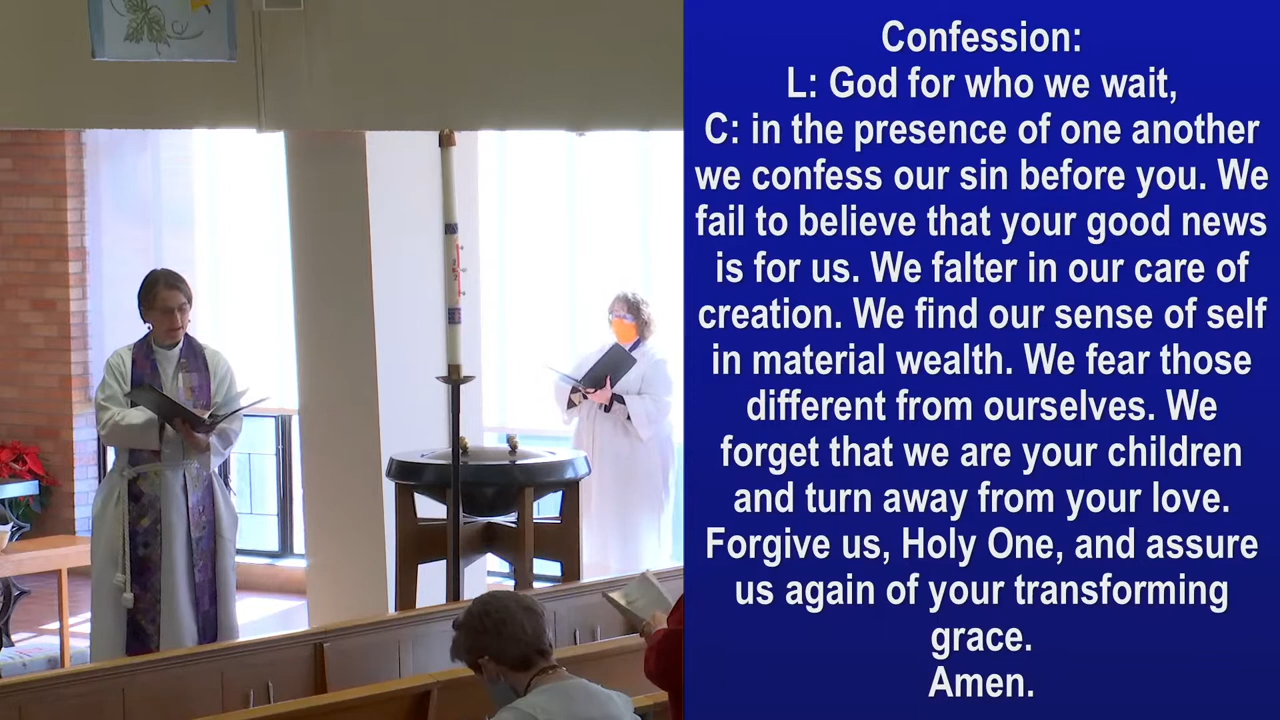 Confession:
L: God for who we wait,
C: in the presence of one another
we confess our sin before you. We
fail to believe that your good news
is for us. We falter in our care of
creation. We find our sense of self
in material wealth. We fear those
different from ourselves. We
forget that we are your children
and turn away from your love.
Forgive us, Holy One, and assure
us again of your transforming
grace.
Amen.